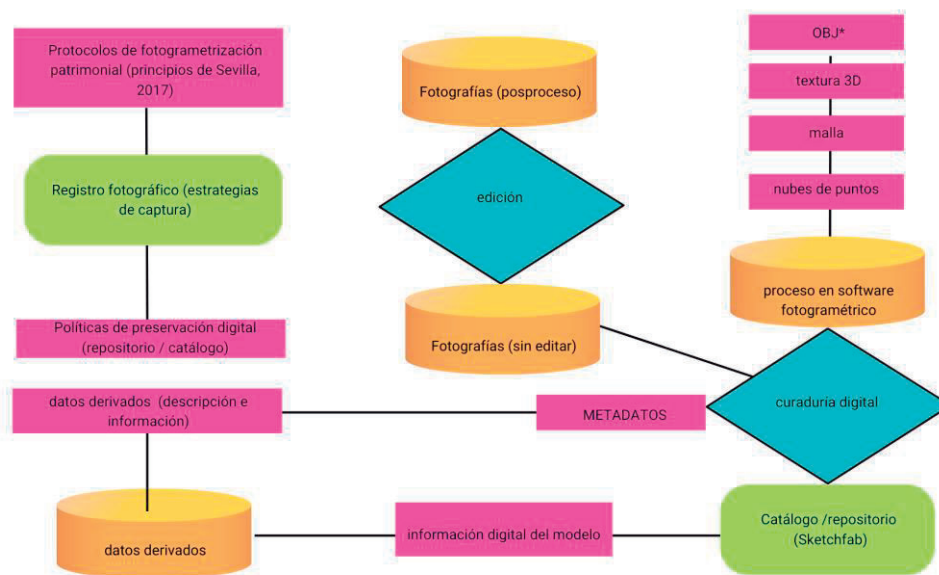 Protocolos de fotogrametrización
patrimonial (principios de Sevilla,
2017)
Registro fotográfico (estrategias
de captura)
Políticas de preservación digital
(repositorio / catálogo)
Fotografías (posproceso)
edición
Fotografías (sin editar)
OBJ*
textura 3D
malla
nubes de puntos
proceso en software
fotogramétrico
curaduría digital
METADATOS
datos derivados (descripción e
información)
datos derivados
información digital del modelo
Catálogo /repositorio
(Sketchfab)